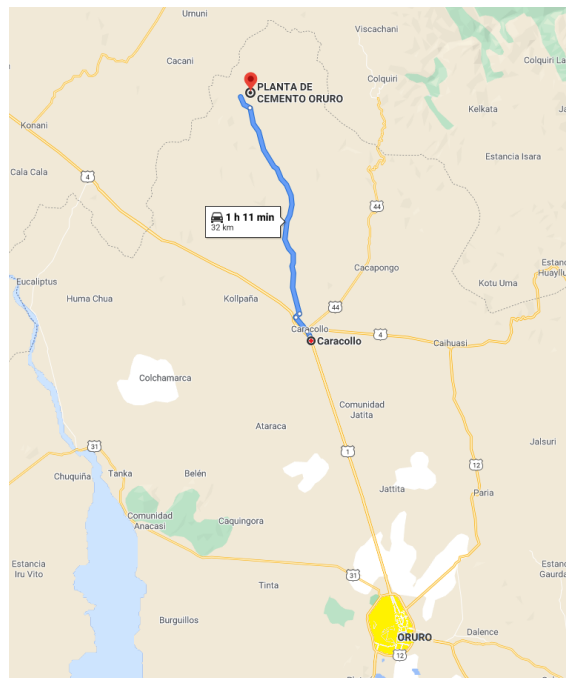 Umuni
Viscachani
Cacani
Colquiri
Colquiri La
PLANTA DE
CEMENTO ORURO
Kelkata
Konani
Estancia Isara
Cala Cala
4
44
1 h 11 min
32 km
Cacapongo
Estanc
Huayllu
Eucaliptus
Kotu Uma
Huma Chua
Kollpaña
44
Caracollo
4
Caracollo
Caihuasi
Colchamarca
Comunidad
Jatita
Ataraca
31
1
Jalsuri
Chuquiña
Tanka
Belén
12
Jattita
Paria
Comunidad
Anacasi
Caquingora
Estancia
Iru Vito
31
Estanc
Gaurda
Tinta
Burguillos
ORURO
Dalence
12